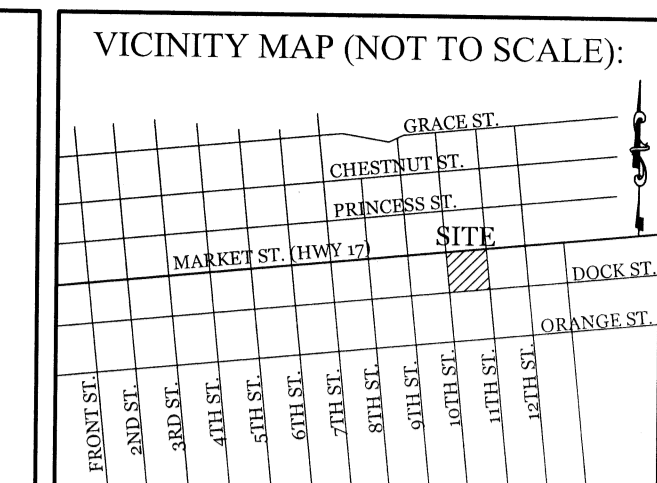 VICINITY MAP (NOT TO SCALE):
GRACE ST.
CHESTNUT ST.
PRINCESS ST.
SITE
MARKET ST. (HWY 17)
DOCK ST.
ORANGE ST.
FRONT ST.
2ND ST.
3RD ST.
4TH ST.
5TH ST.
6TH ST.
7TH ST.
8TH ST.
9TH ST.
10TH ST.
11TH ST.
12TH ST.